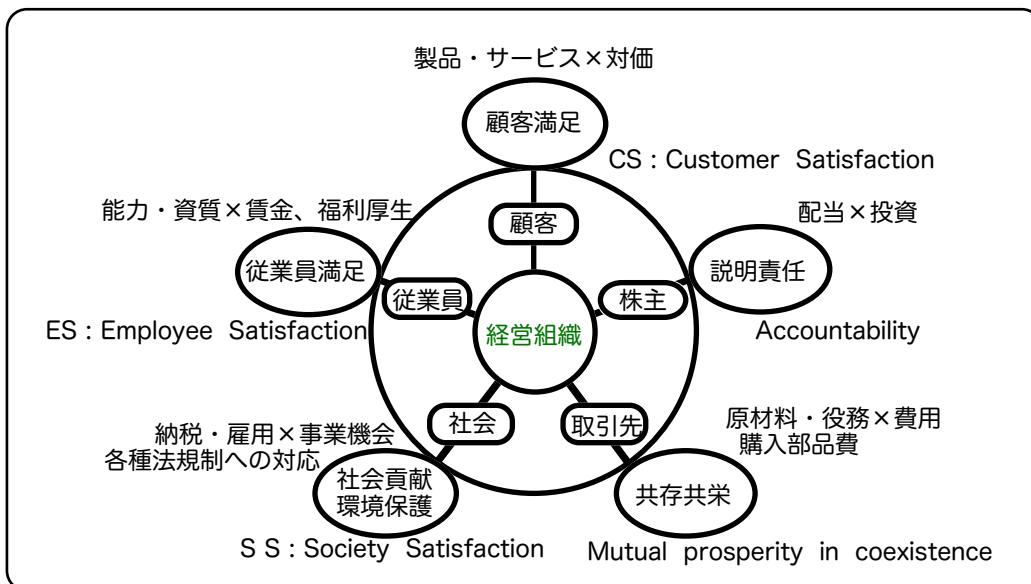 製品・サービス×対価
顧客満足
CS：Customer Satisfaction
顧客
能力・資質×賃金、福利厚生
従業員満足
従業員
ES：Employee Satisfaction
配当×投資
説明責任
株主
Accountability
経営組織
社会
納税・雇用×事業機会
各種法規制への対応
社会貢献
環境保護
S S：Society Satisfaction
取引先
原材料・役務×費用
購入部品費
共存共栄
Mutual prosperity in coexistence